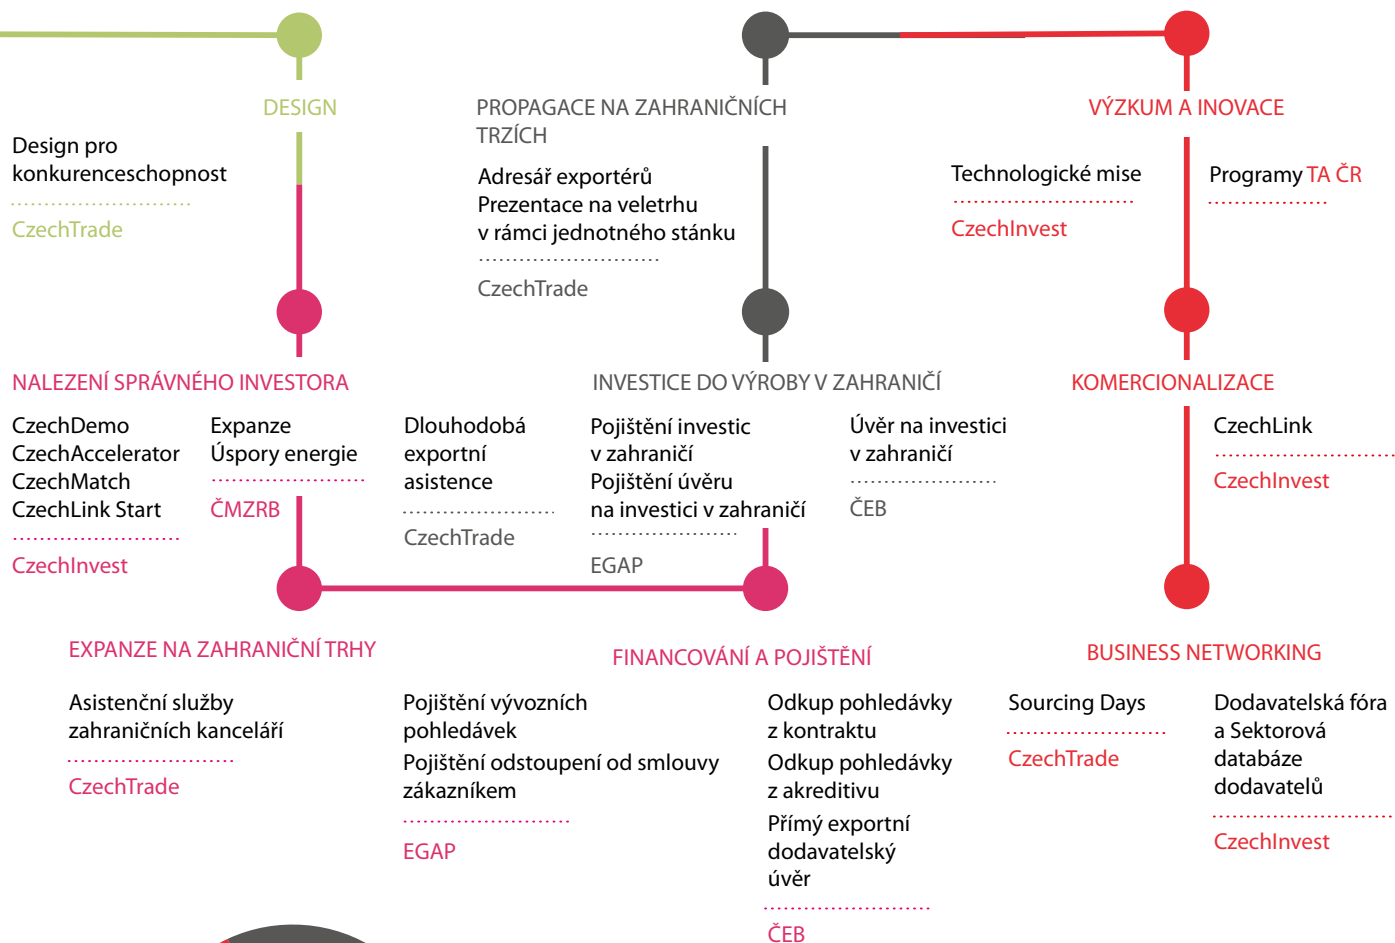 DESIGN
Design pro
konkurenceschopnost
CzechTrade
PROPAGACE NA ZAHRANIČNÍCH
TRZÍCH
Adresář exportérů
Prezentace na veletrhu
v rámci jednotného stánku
CzechTrade
VÝZKUM A INOVACE
Technologické mise
CzechInvest
Programy TA ČR
NALEZENÍ SPRÁVNÉHO INVESTORA
CzechDemo
CzechAccelerator
CzechMatch
CzechLink Start
CzechInvest
Expanze
Úspory energie
ČMZRB
INVESTICE DO VÝROBY V ZAHRANIČÍ
Dlouhodobá
exportní
asistence
CzechTrade
Pojištění investic
v zahraničí
Pojištění úvěru
na investici v zahraničí
EGAP
Úvěr na investici
v zahraničí
ČEB
KOMERCIONALIZACE
CzechLink
CzechInvest
EXPANZE NA ZAHRANIČNÍ TRHY
Asistenční služby
zahraničních kanceláří
CzechTrade
FINANCOVÁNÍ A POJIŠTĚNÍ
Pojištění vývozních
pohledávek
Pojištění odstoupení od smlouvy
zákazníkem
EGAP
Odkup pohledávky
z kontraktu
Odkup pohledávky
z akreditivu
Přímý exportní
dodavatelský
úvěr
ČEB
BUSINESS NETWORKING
Sourcing Days
CzechTrade
Dodavatelská fóra
a Sektorová
databáze
dodavatelů
CzechInvest